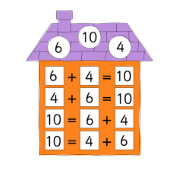 6 10 4
6 + 4 = 10
4 + 6 = 10
10 = 6 + 4
10 = 4 + 6